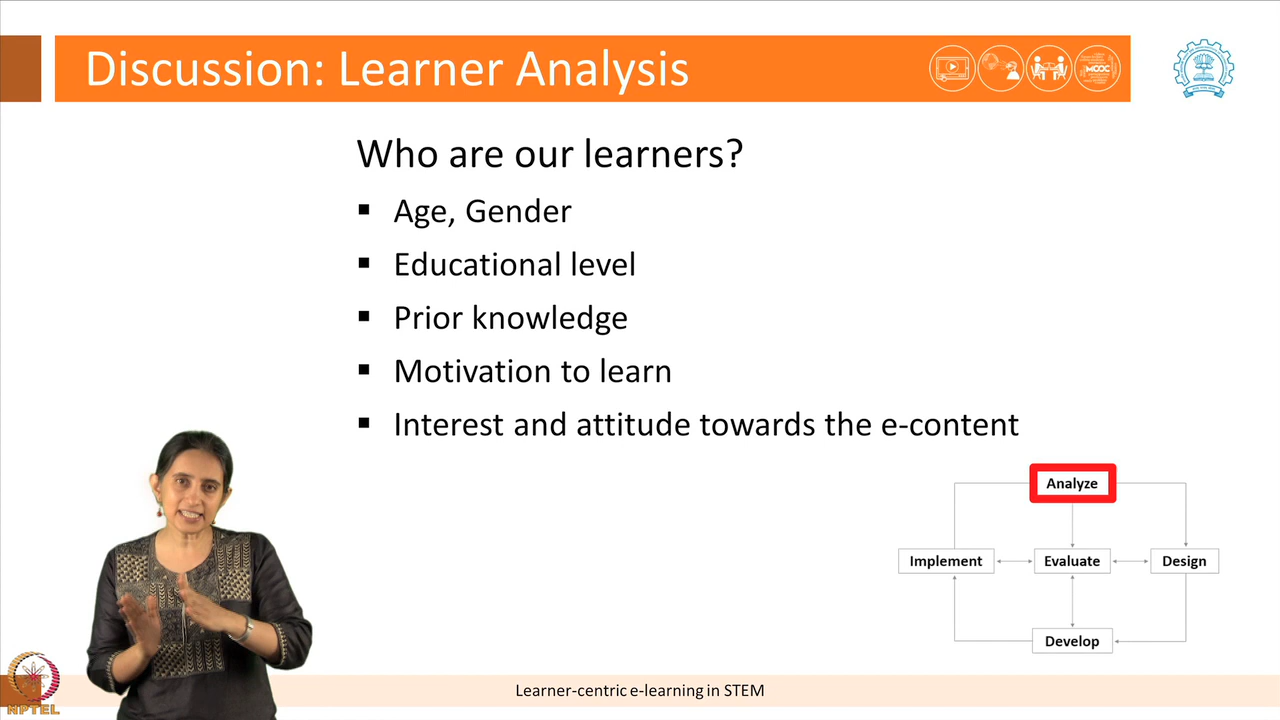 Discussion: Learner Analysis
MOOC
Who are our learners?
▪ Age, Gender
▪ Educational level
▪ Prior knowledge
▪ Motivation to learn
▪ Interest and attitude towards the e-content
Analyze
Implement
Evaluate
Design
Develop
NPTEL
Learner-centric e-learning in STEM